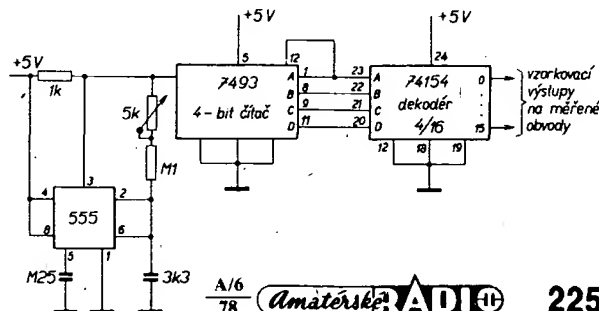 +5V
+5V
+5V
1k
5k
M1
5
12
7493
4-bit čítač
A 1
B 8
C 9
D 11
24
23 A
22 B
21 C
20 D
74154
dekodér
4/16
0
15
12
18
19
vzorkovací
výstupy
na měřené
obvody
3
4
8
555
2
6
5
1
M25
3k3
A/6
78
Amatérské RADIO
225